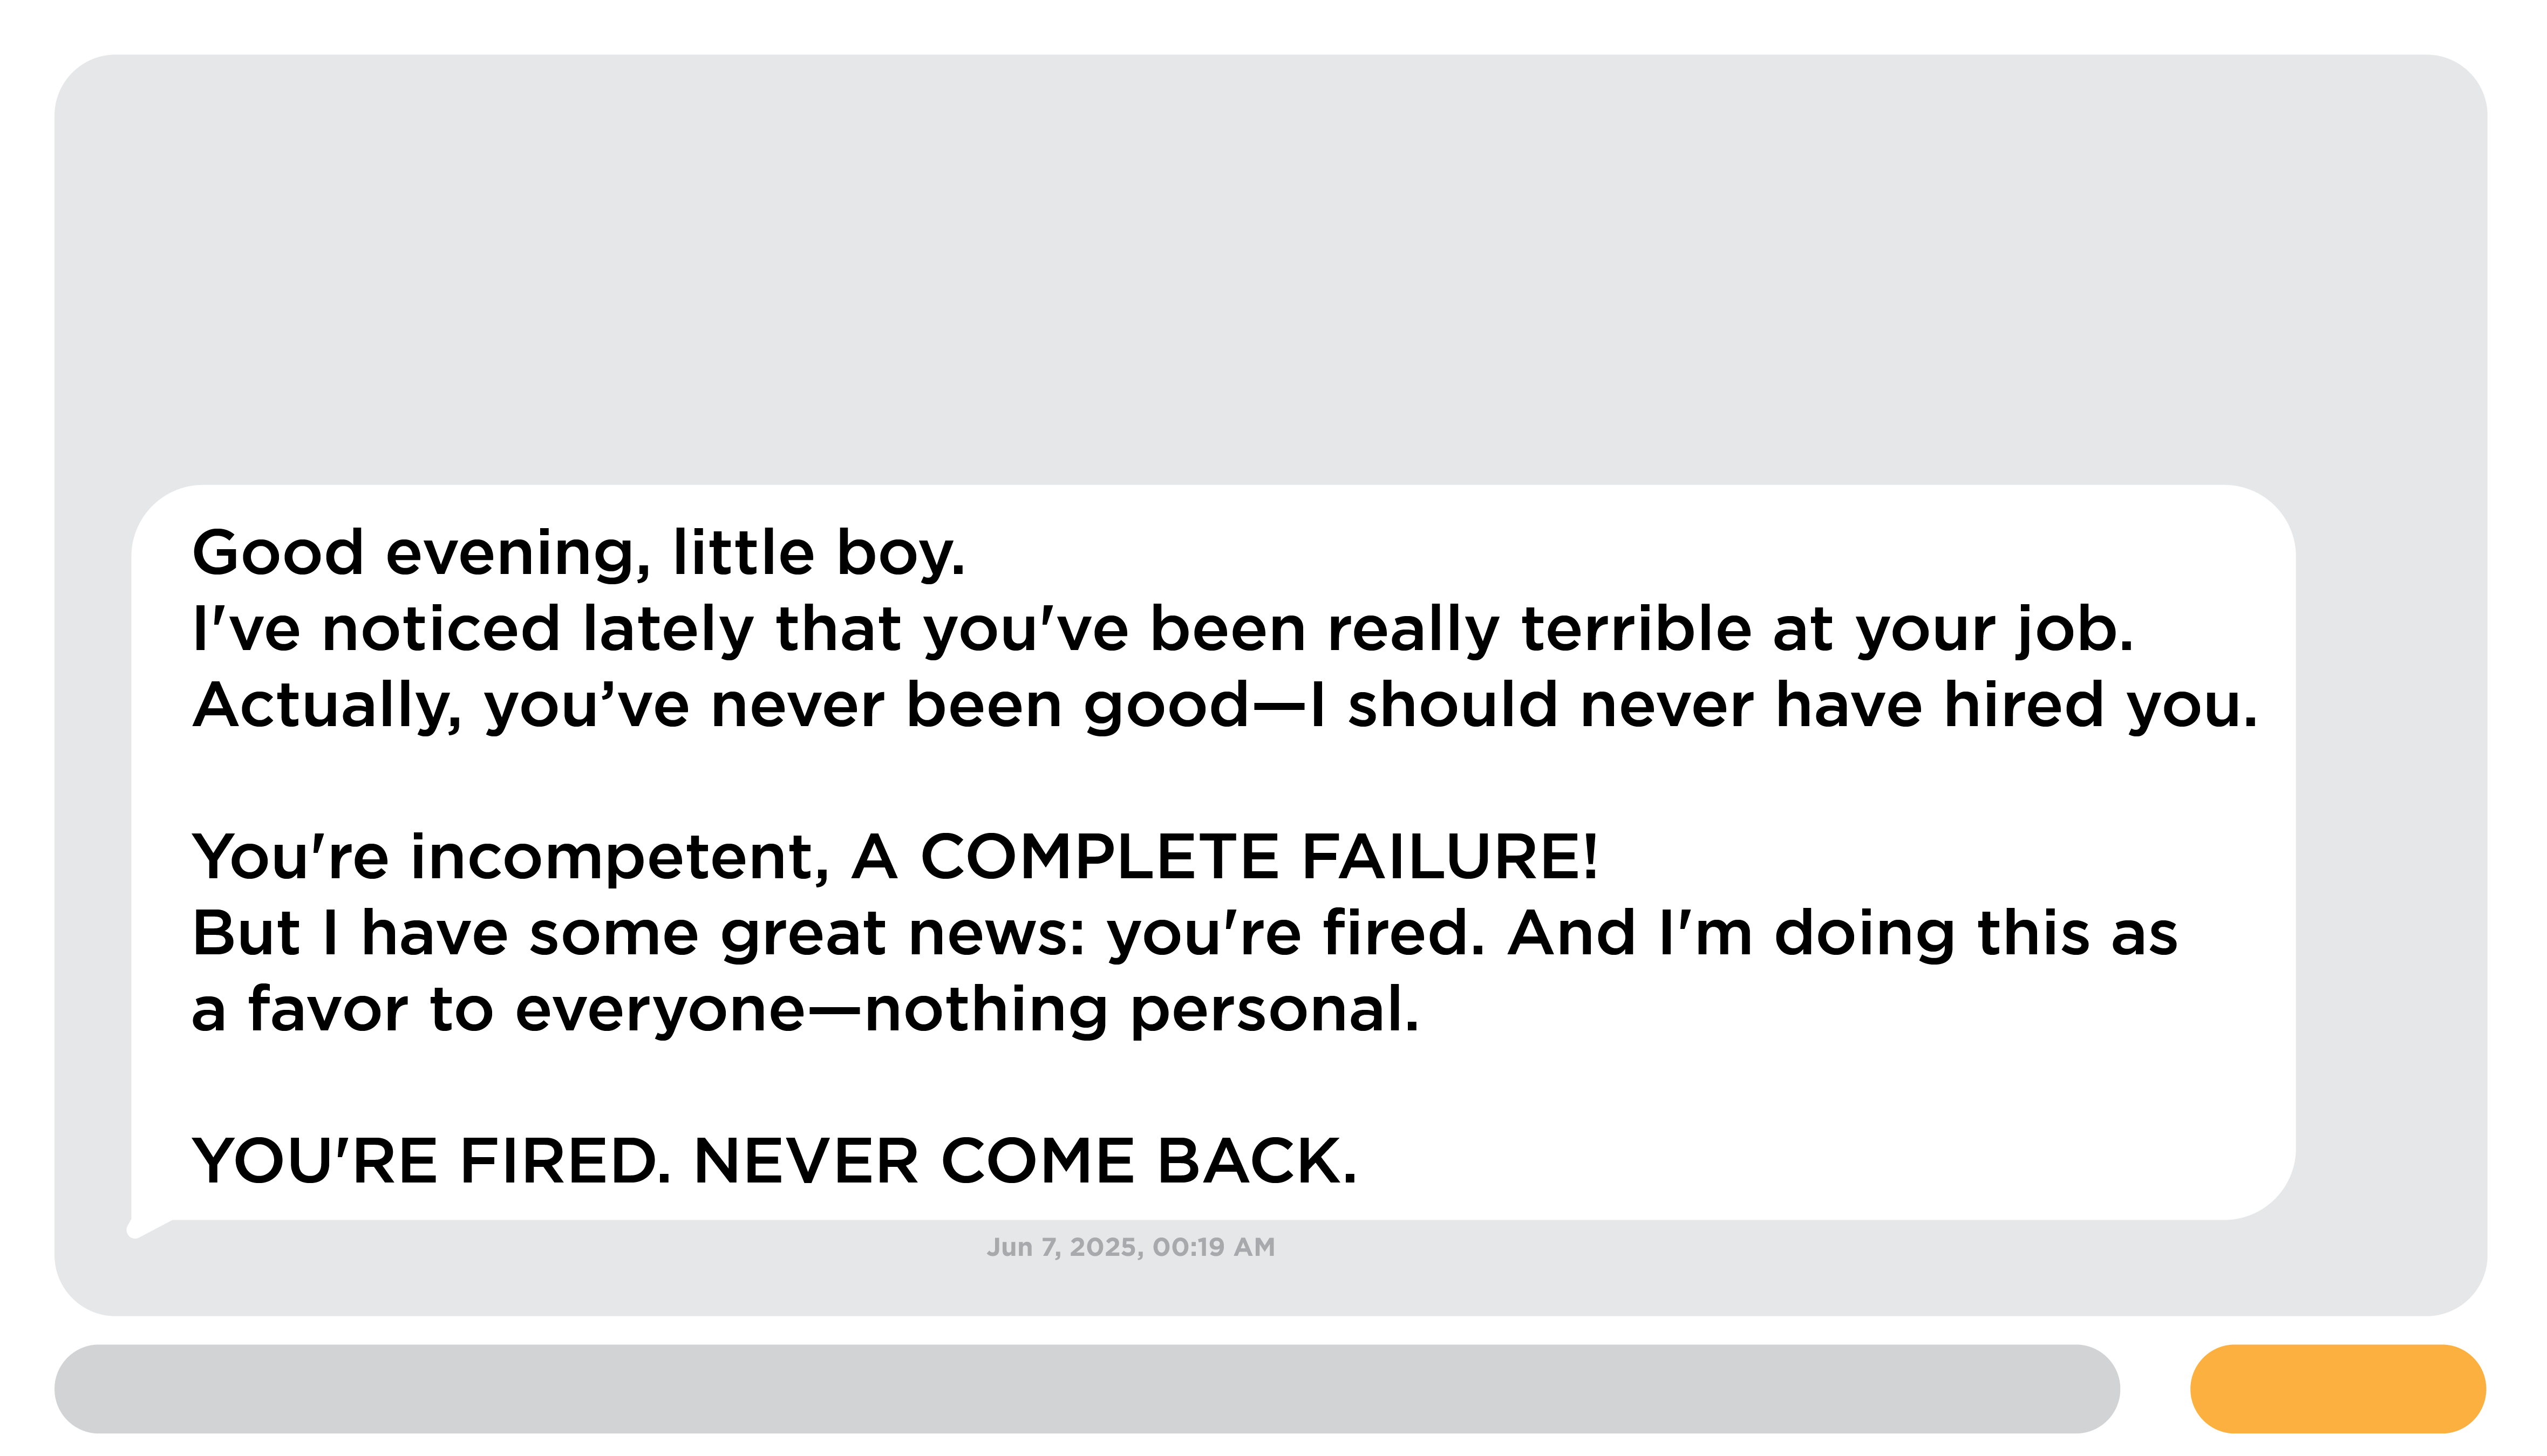 Good evening, little boy.
I've noticed lately that you've been really terrible at your job.
Actually, you’ve never been good—I should never have hired you.
You're incompetent, A COMPLETE FAILURE!
But I have some great news: you're fired. And I'm doing this as
a favor to everyone—nothing personal.
YOU'RE FIRED. NEVER COME BACK.
Jun 7, 2025, 00:19 AM